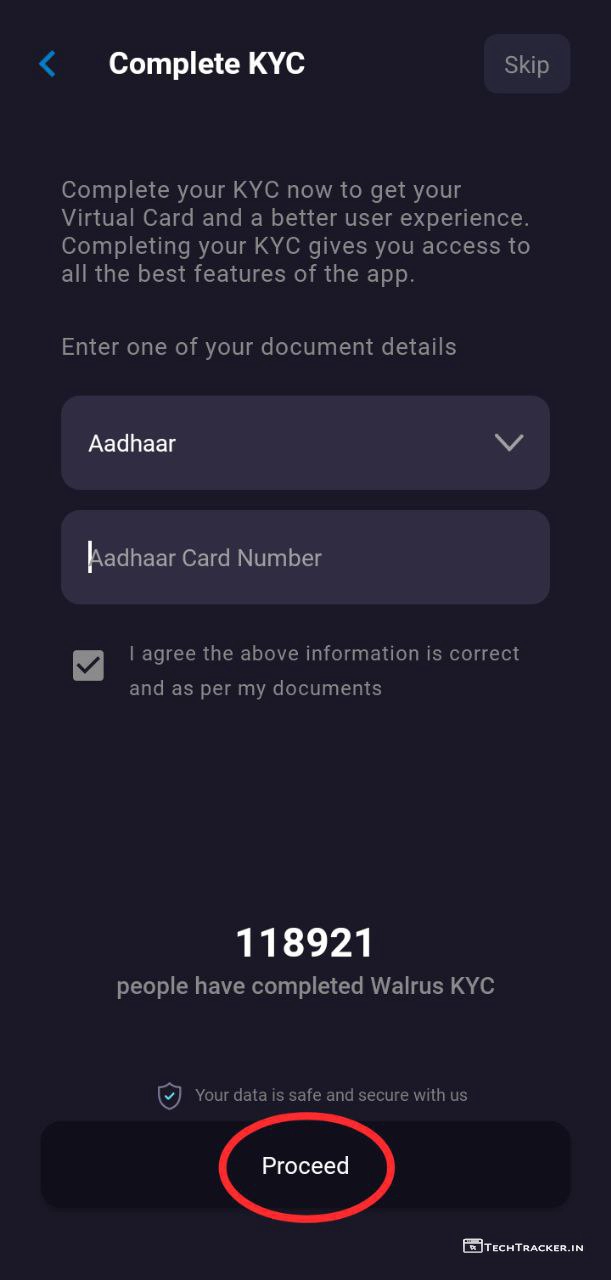 Complete KYC
Skip
Complete your KYC now to get your
Virtual Card and a better user experience.
Completing your KYC gives you access to
all the best features of the app.
Enter one of your document details
Aadhaar
Aadhaar Card Number
I agree the above information is correct
and as per my documents
118921
people have completed Walrus KYC
Your data is safe and secure with us
Proceed
TECHTRACKER.IN